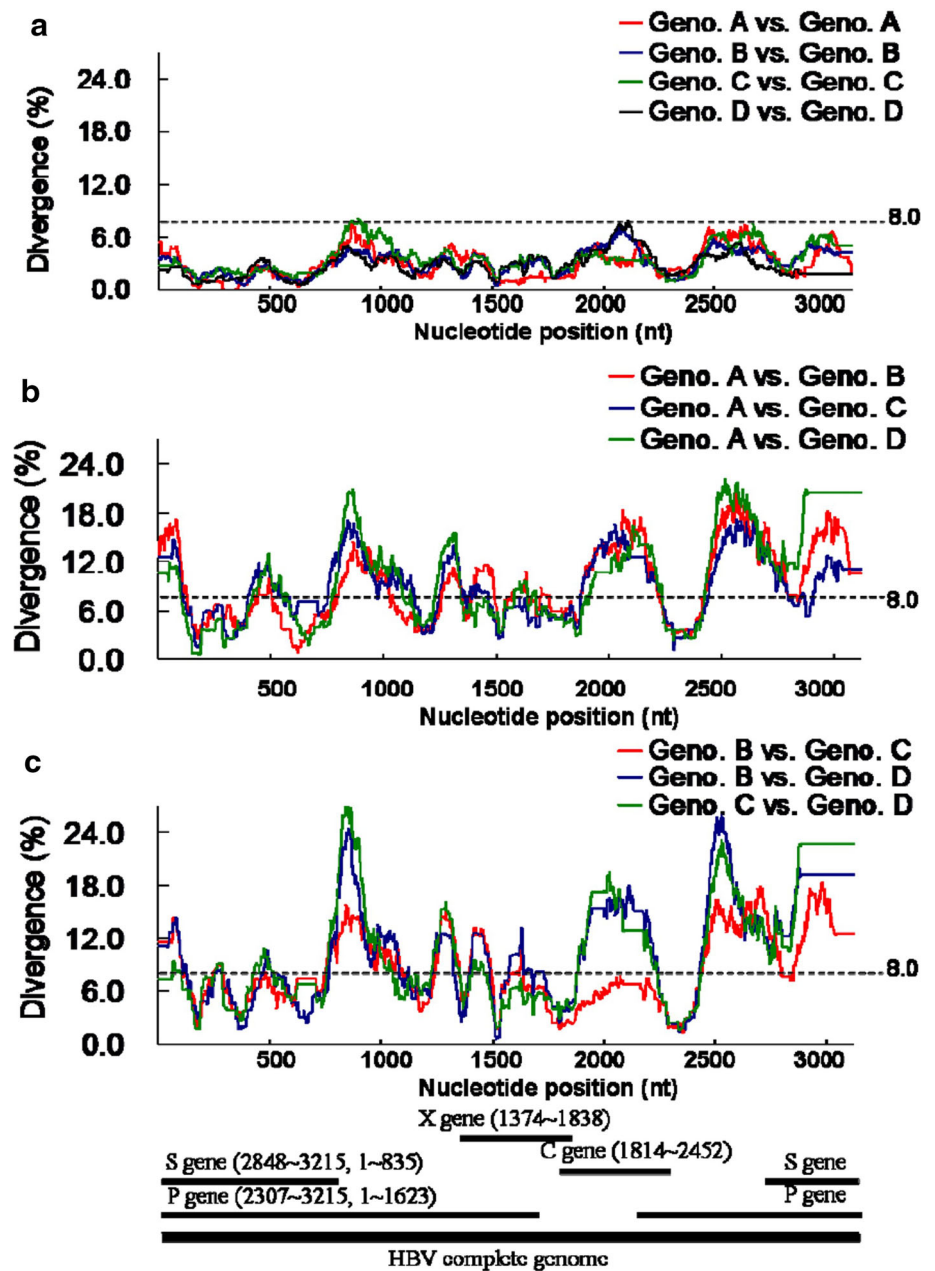 a
Geno. A vs. Geno. A
Geno. B vs. Geno. B
Geno. C vs. Geno. C
Geno. D vs. Geno. D
Divergence (%)
24.0
18.0
12.0
6.0
0.0
8.0
500 1000 1500 2000 2500 3000
Nucleotide position (nt)
b
Geno. A vs. Geno. B
Geno. A vs. Geno. C
Geno. A vs. Geno. D
Divergence (%)
24.0
18.0
12.0
6.0
0.0
8.0
500 1000 1500 2000 2500 3000
Nucleotide position (nt)
c
Geno. B vs. Geno. C
Geno. B vs. Geno. D
Geno. C vs. Geno. D
Divergence (%)
24.0
18.0
12.0
6.0
0.0
8.0
500 1000 1500 2000 2500 3000
Nucleotide position (nt)
X gene (1374~1838)
C gene (1814~2452)
S gene (2848~3215, 1~835) S gene
P gene (2307~3215, 1~1623) P gene
HBV complete genome